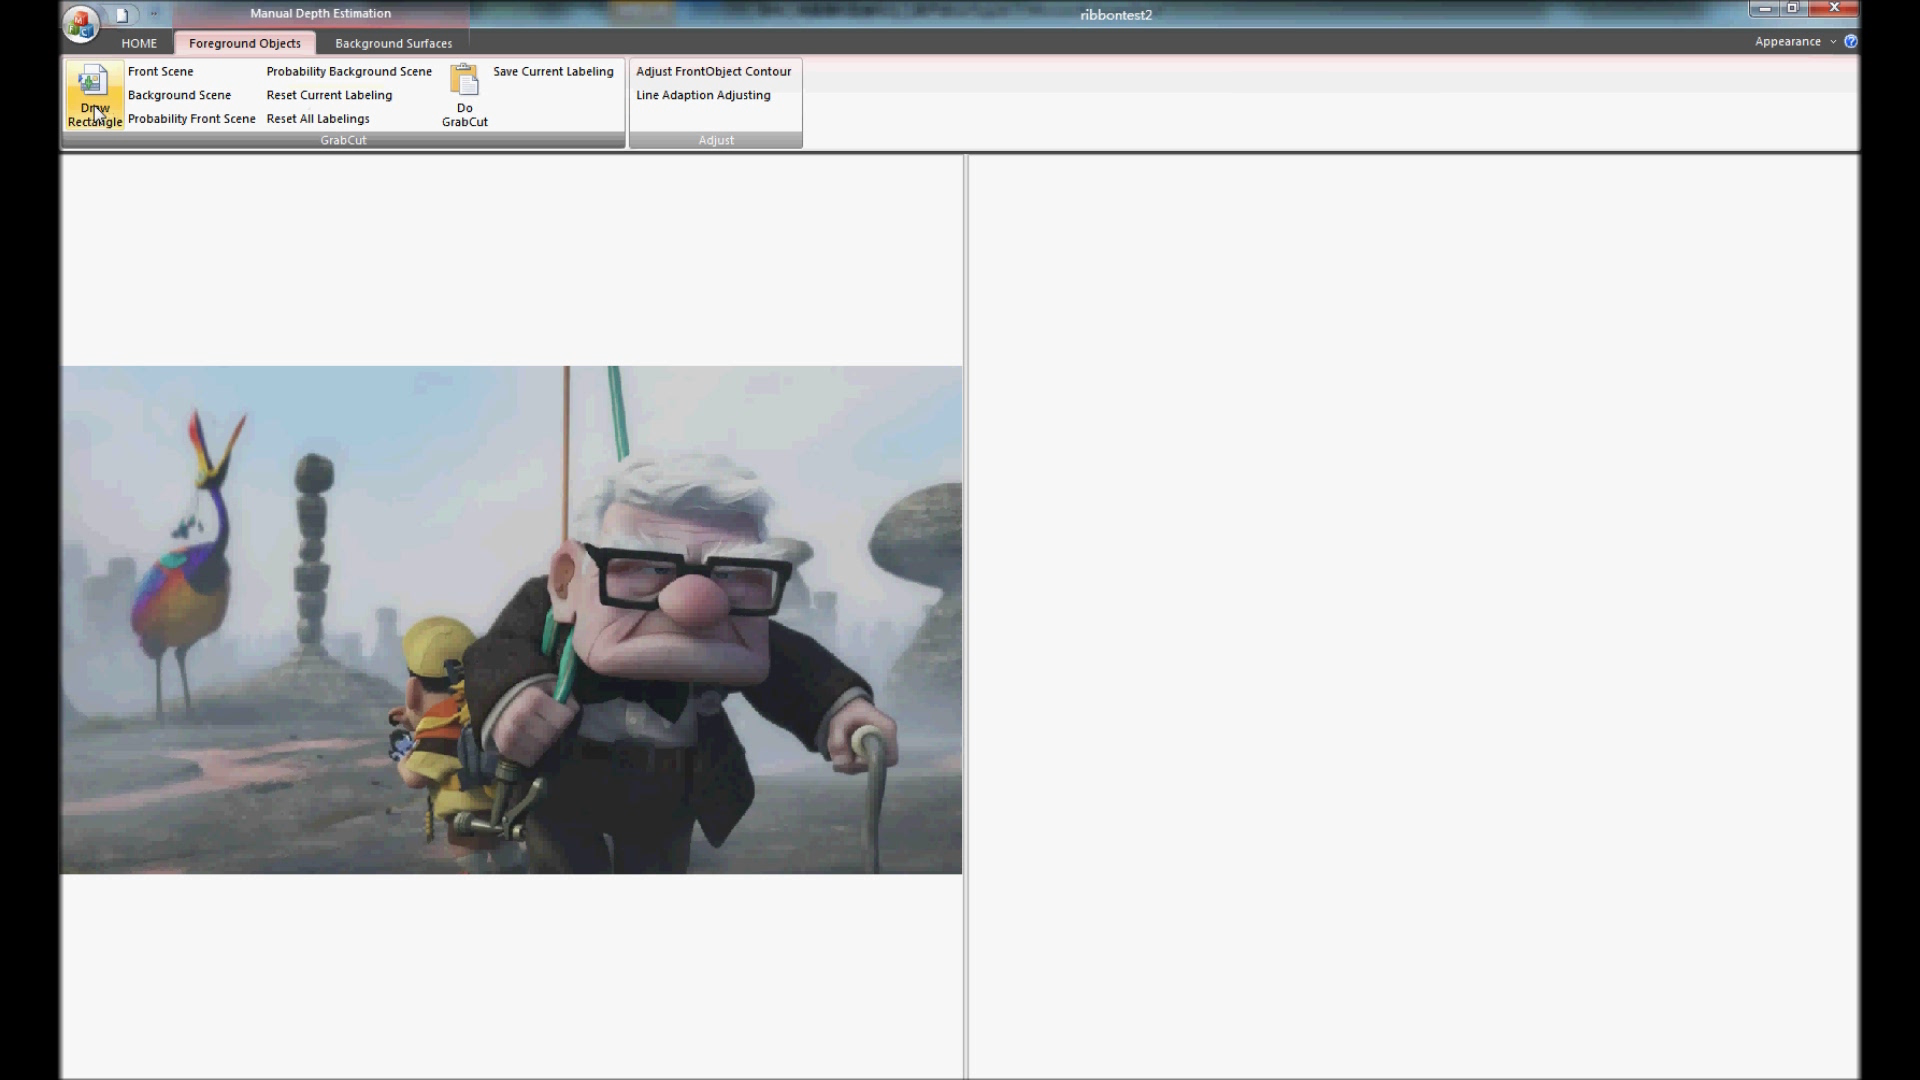 Manual Depth Estimation
ribbontest2
HOME
Foreground Objects
Background Surfaces
Appearance
Draw
Rectangle
Front Scene
Background Scene
Probability Front Scene
Probability Background Scene
Reset Current Labeling
Reset All Labelings
Do
GrabCut
Save Current Labeling
GrabCut
Adjust FrontObject Contour
Line Adaption Adjusting
Adjust